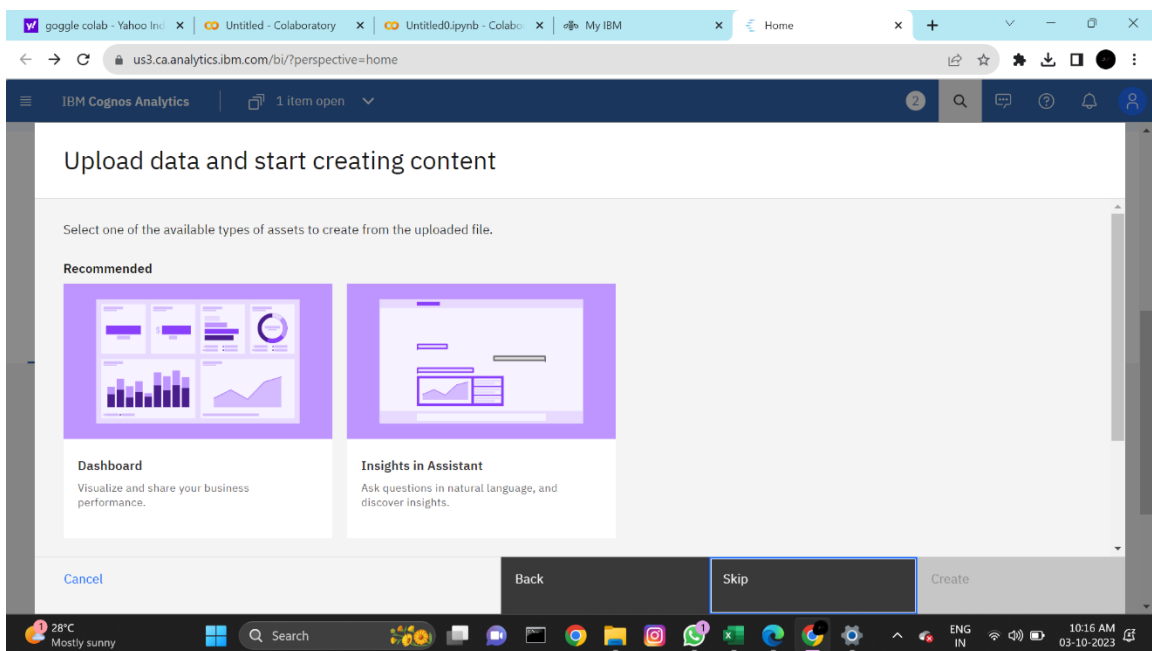 goggle colab - Yahoo Ind
Untitled - Colaboratory
Untitled0.ipynb - Colabo
My IBM
Home
us3.ca.analytics.ibm.com/bi/?perspective=home
IBM Cognos Analytics
1 item open
2
Upload data and start creating content
Select one of the available types of assets to create from the uploaded file.
Recommended
Dashboard
Visualize and share your business
performance.
Insights in Assistant
Ask questions in natural language, and
discover insights.
Cancel
Back
Skip
Create
1
28°C
Mostly sunny
Search
1
ENG
IN
10:16 AM
03-10-2023